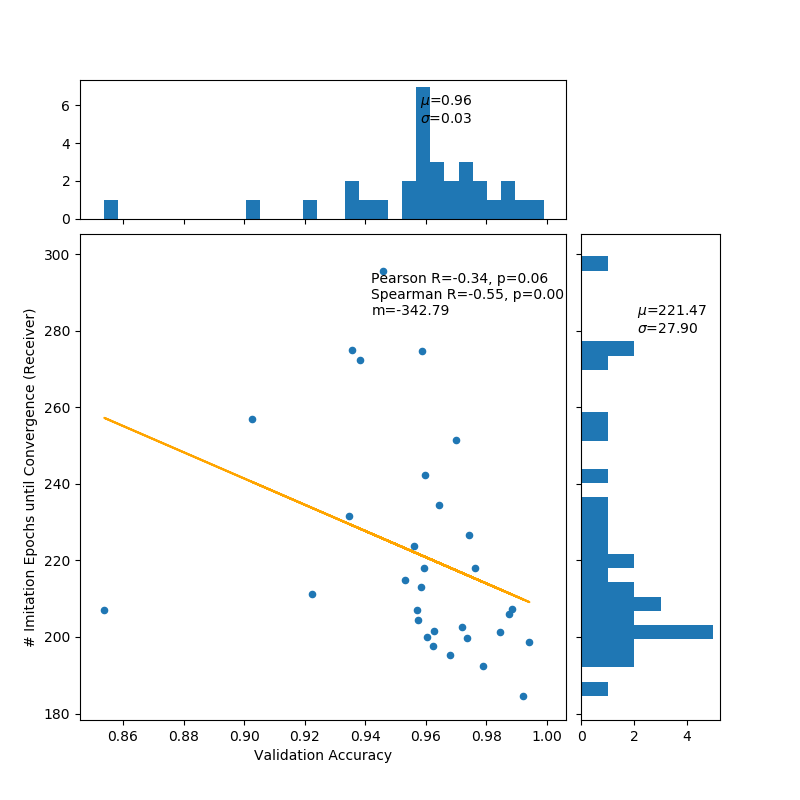 6
4
2
0
μ=0.96
σ=0.03
300
280
260
240
220
200
180
# Imitation Epochs until Convergence (Receiver)
Pearson R=-0.34, p=0.06
Spearman R=-0.55, p=0.00
m=-342.79
μ=221.47
σ=27.90
0.86 0.88 0.90 0.92 0.94 0.96 0.98 1.00
Validation Accuracy
0 2 4